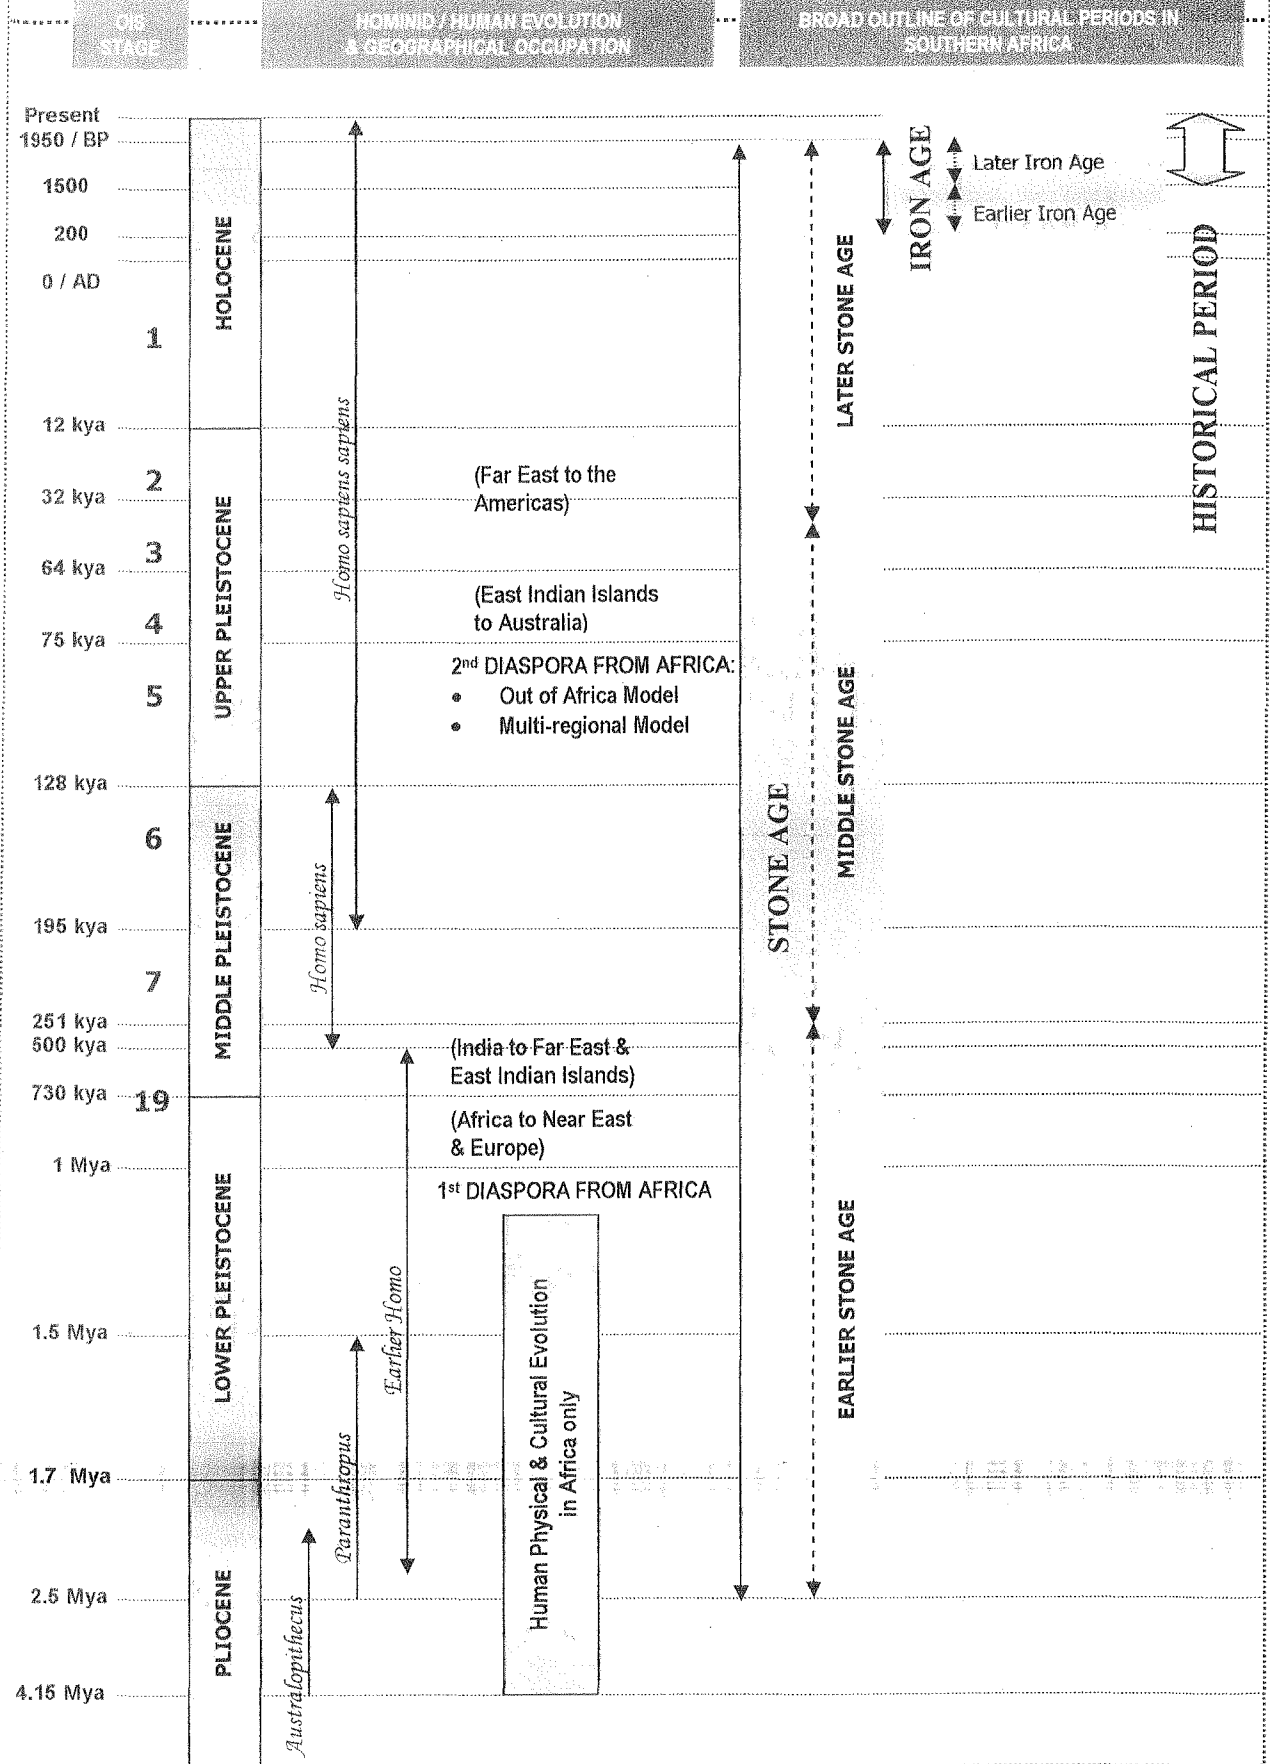 OIS
STAGE
HOMINID / HUMAN EVOLUTION
& GEOGRAPHICAL OCCUPATION
BROAD OUTLINE OF CULTURAL PERIODS IN
SOUTHERN AFRICA
Present
1950 / BP
1500
200
0 / AD
1
12 kya
2
32 kya
3
64 kya
4
75 kya
5
128 kya
6
195 kya
7
251 kya
500 kya
730 kya
19
1 Mya
1.5 Mya
1.7 Mya
2.5 Mya
4.15 Mya
HOLOCENE
UPPER PLEISTOCENE
MIDDLE PLEISTOCENE
LOWER PLEISTOCENE
PLIOCENE
Homo sapiens sapiens
Homo sapiens
Earlier Homo
Paranthropus
Australopithecus
(Far East to the
Americas)
(East Indian Islands
to Australia)
2nd DIASPORA FROM AFRICA:
• Out of Africa Model
• Multi-regional Model
(India to Far East &
East Indian Islands)
(Africa to Near East
& Europe)
1st DIASPORA FROM AFRICA
Human Physical & Cultural Evolution
in Africa only
STONE AGE
LATER STONE AGE
MIDDLE STONE AGE
EARLIER STONE AGE
IRON AGE
Later Iron Age
Earlier Iron Age
HISTORICAL PERIOD